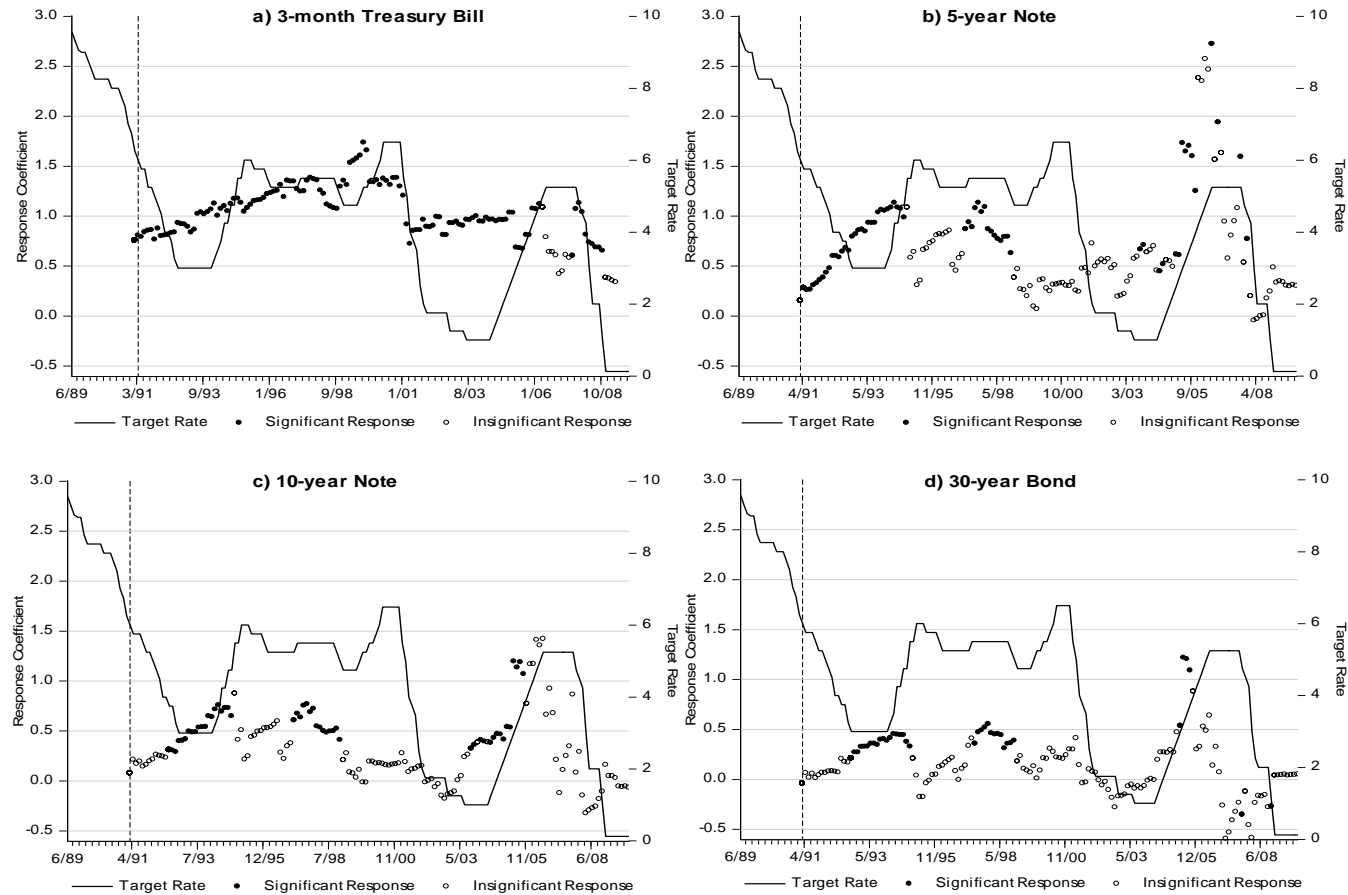 a) 3-month Treasury Bill
3.0
2.5
2.0
1.5
1.0
0.5
0.0
-0.5
Response Coefficient
10
8
6
4
2
0
Target Rate
6/89 3/91 9/93 1/96 9/98 1/01 8/03 1/06 10/08
Target Rate Significant Response Insignificant Response
b) 5-year Note
3.0
2.5
2.0
1.5
1.0
0.5
0.0
-0.5
Response Coefficient
10
8
6
4
2
0
Target Rate
6/89 4/91 5/93 11/95 5/98 10/00 3/03 9/05 4/08
Target Rate Significant Response Insignificant Response
c) 10-year Note
3.0
2.5
2.0
1.5
1.0
0.5
0.0
-0.5
Response Coefficient
10
8
6
4
2
0
Target Rate
6/89 4/91 7/93 12/95 7/98 11/00 5/03 11/05 6/08
Target Rate Significant Response Insignificant Response
d) 30-year Bond
3.0
2.5
2.0
1.5
1.0
0.5
0.0
-0.5
Response Coefficient
10
8
6
4
2
0
Target Rate
6/89 4/91 5/93 11/95 5/98 11/00 5/03 12/05 6/08
Target Rate Significant Response Insignificant Response